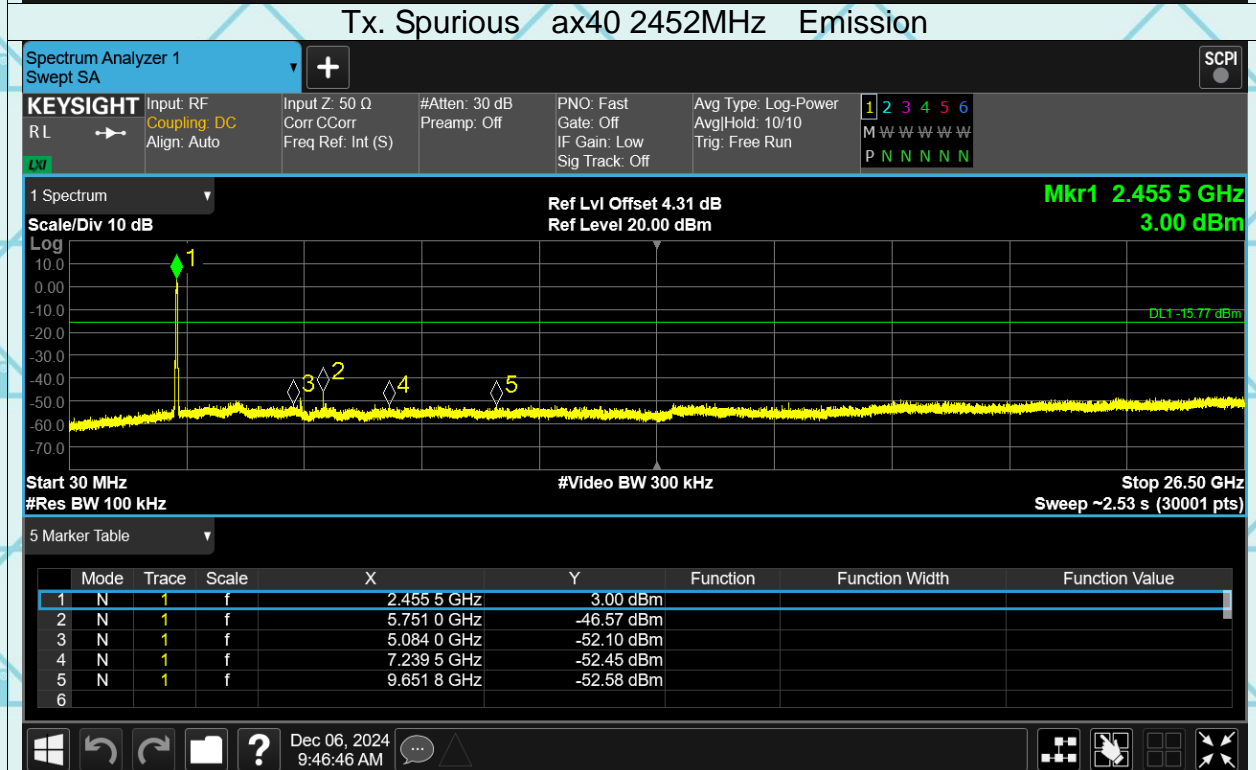 Tx. Spurious ax40 2452MHz Emission
Spectrum Analyzer 1
Swept SA
+
SCPI
KEYSIGHT
R L
LXI
Input: RF
Coupling: DC
Align: Auto
Input Z: 50 Ω
Corr CCorr
Freq Ref: Int (S)
#Atten: 30 dB
Preamp: Off
PNO: Fast
Gate: Off
IF Gain: Low
Sig Track: Off
Avg Type: Log-Power
Avg|Hold: 10/10
Trig: Free Run
1 2 3 4 5 6
M W W W W W
P N N N N N
1 Spectrum
Scale/Div 10 dB
Ref Lvl Offset 4.31 dB
Ref Level 20.00 dBm
Mkr1 2.455 5 GHz
3.00 dBm
Log
10.0
0.00
-10.0
-20.0
-30.0
-40.0
-50.0
-60.0
-70.0
1
DL1 -15.77 dBm
3 2 4 5
Start 30 MHz
#Res BW 100 kHz
#Video BW 300 kHz
Stop 26.50 GHz
Sweep ~2.53 s (30001 pts)
5 Marker Table
Mode Trace Scale X Y Function Function Width Function Value
1 N 1 f 2.455 5 GHz 3.00 dBm
2 N 1 f 5.751 0 GHz -46.57 dBm
3 N 1 f 5.084 0 GHz -52.10 dBm
4 N 1 f 7.239 5 GHz -52.45 dBm
5 N 1 f 9.651 8 GHz -52.58 dBm
6
?
Dec 06, 2024
9:46:46 AM